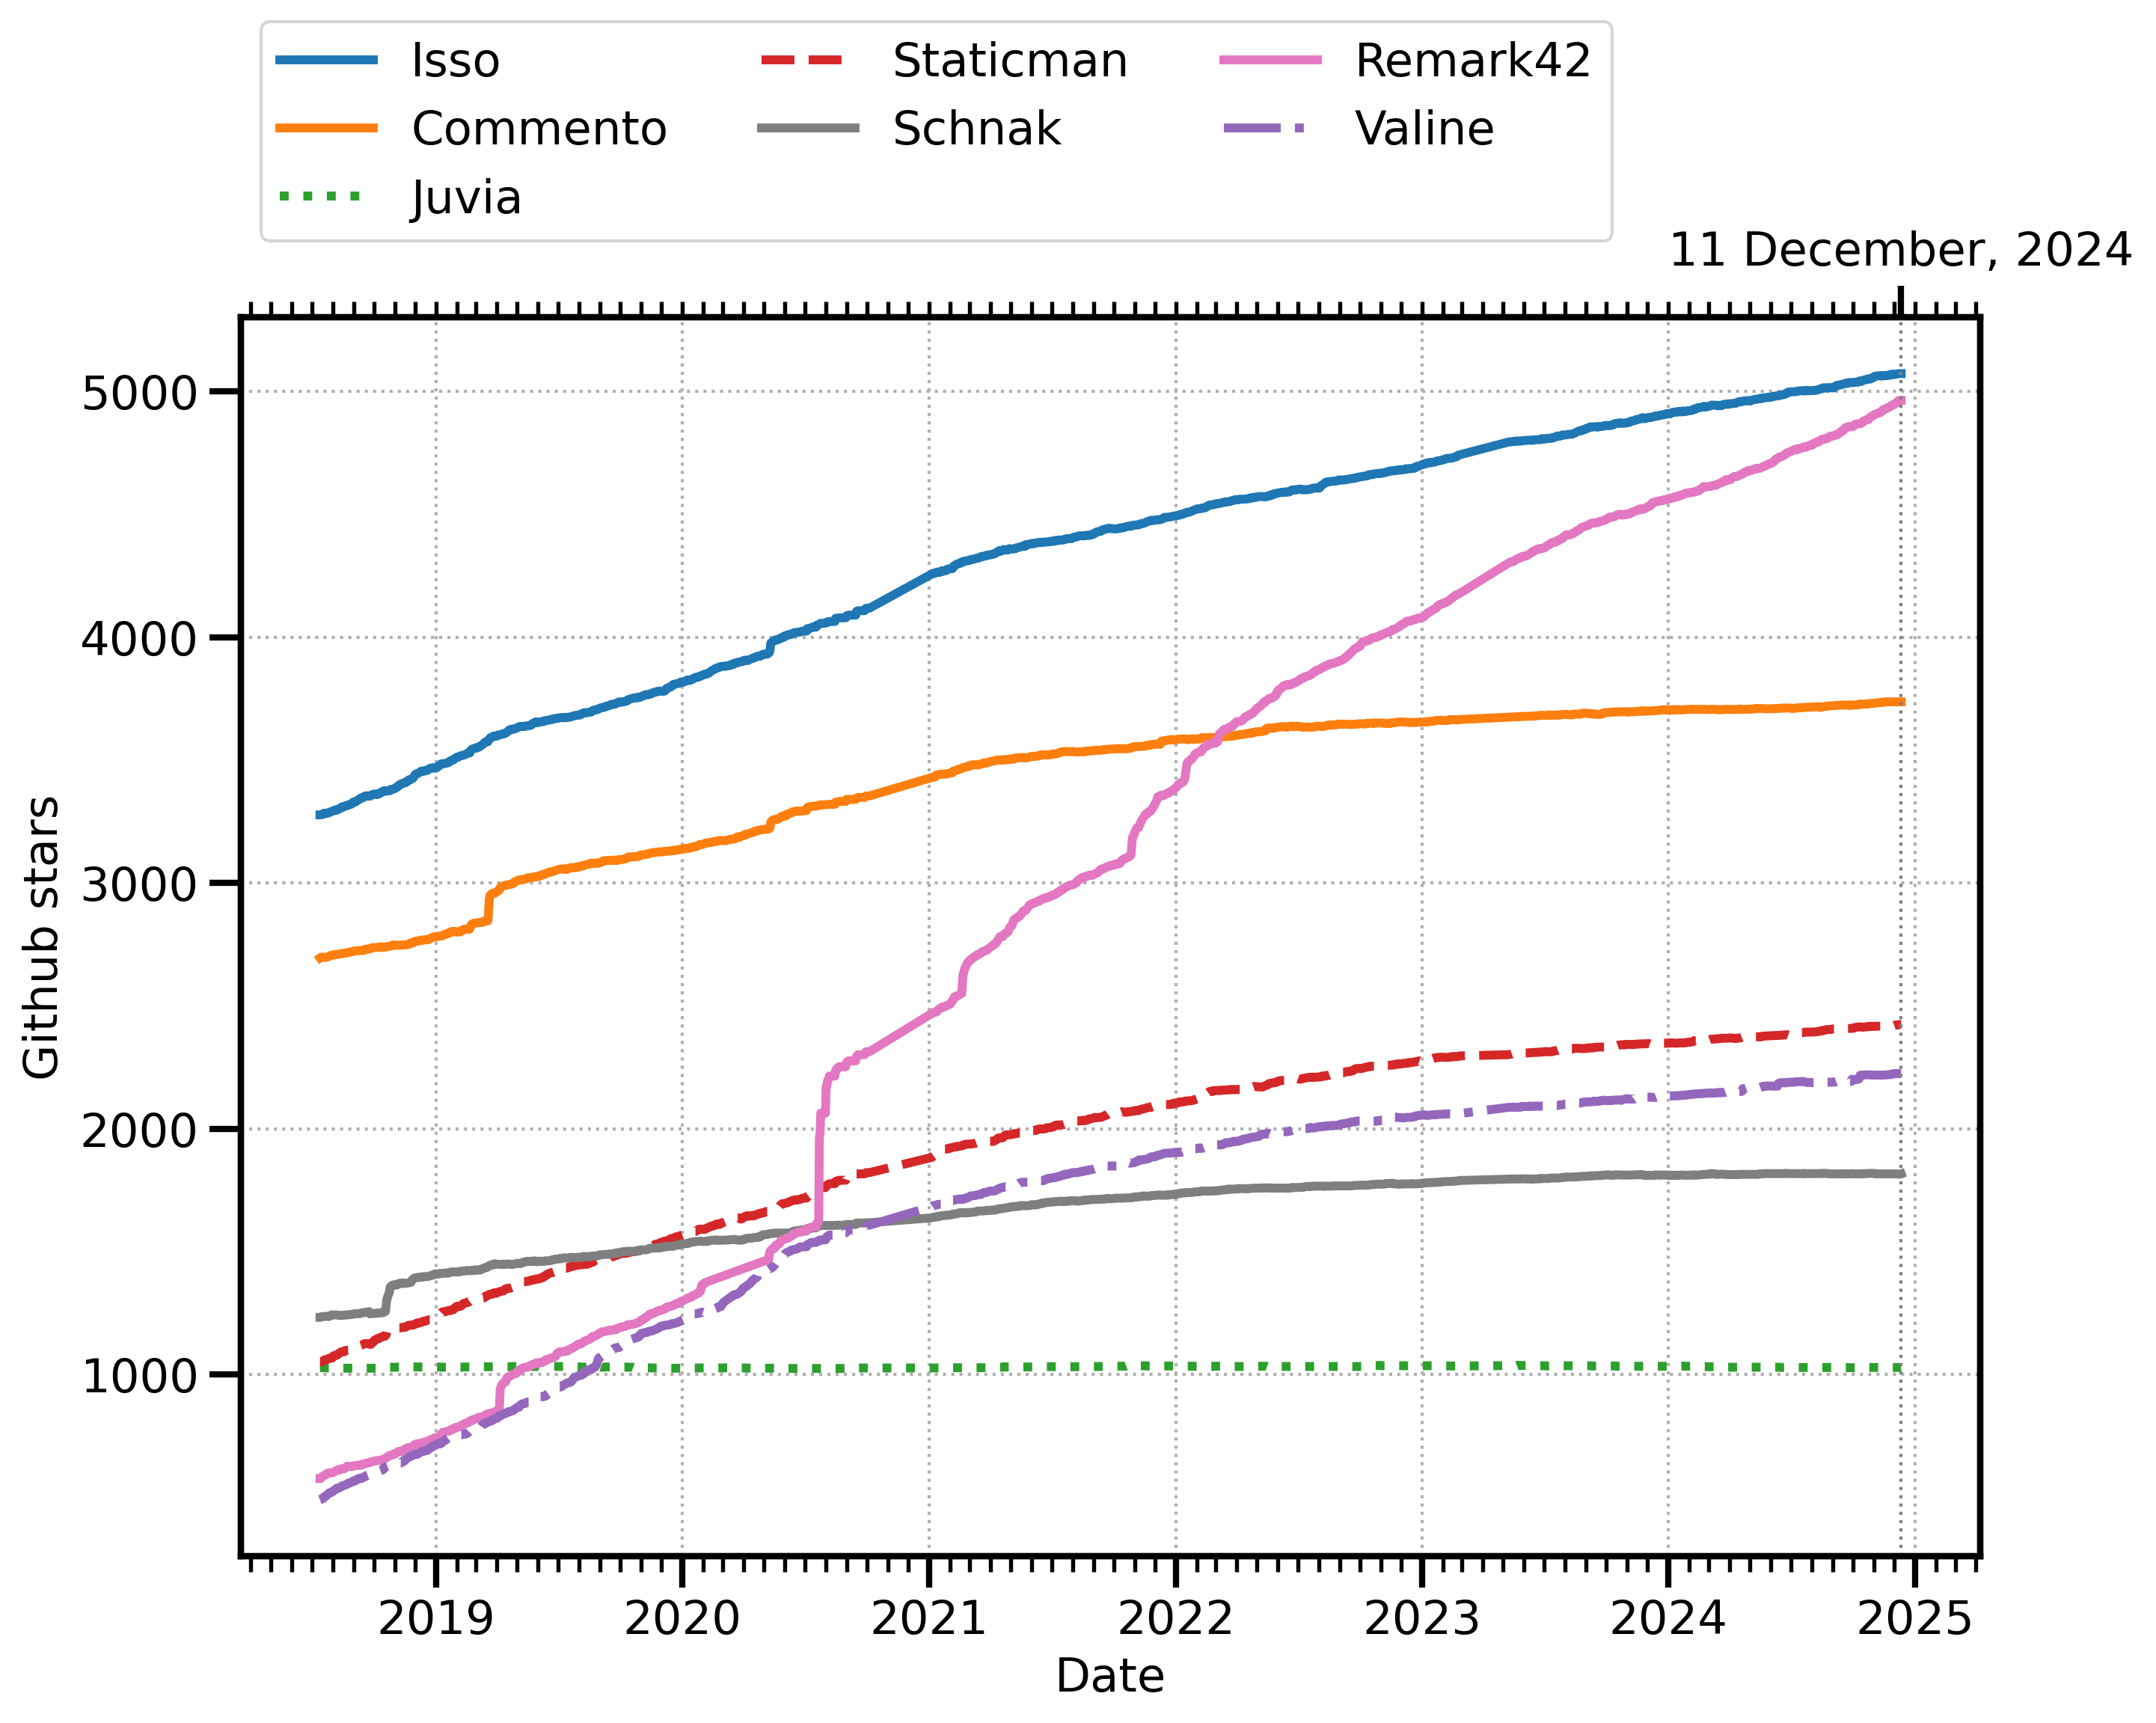 Isso
Staticman
Remark42
Commento
Schnak
Valine
Juvia
11 December, 2024
5000
4000
3000
2000
1000
Github stars
2019
2020
2021
2022
2023
2024
2025
Date